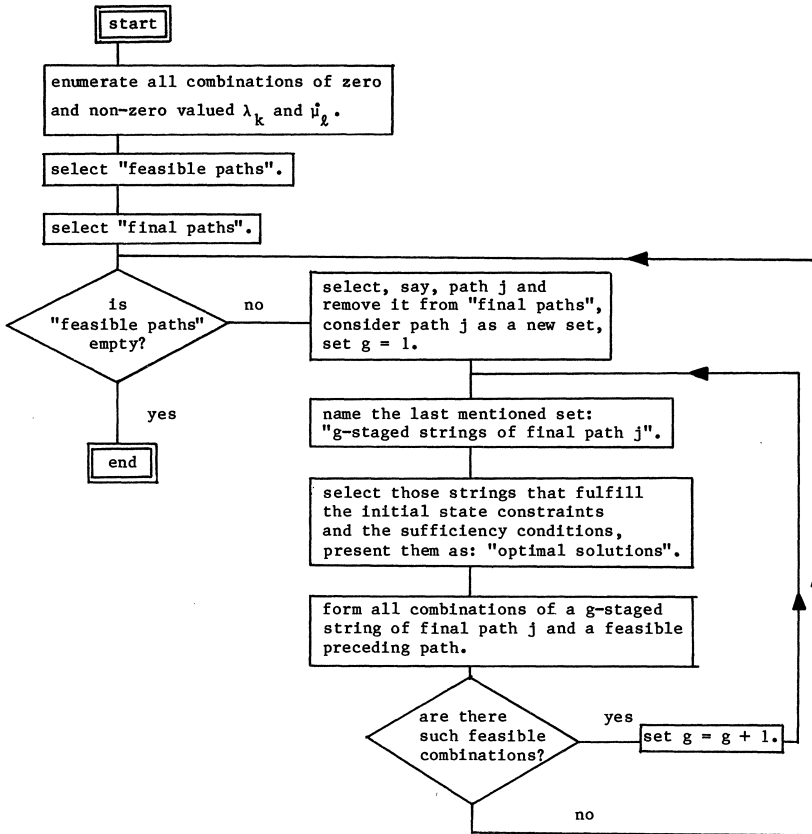 start
enumerate all combinations of zero
and non-zero valued λ_k and μ̇_ℓ.
select "feasible paths".
select "final paths".
is
"feasible paths"
empty?
no
yes
end
select, say, path j and
remove it from "final paths",
consider path j as a new set,
set g = 1.
name the last mentioned set:
"g-staged strings of final path j".
select those strings that fulfill
the initial state constraints
and the sufficiency conditions,
present them as: "optimal solutions".
form all combinations of a g-staged
string of final path j and a feasible
preceding path.
are there
such feasible
combinations?
yes
set g = g + 1.
no